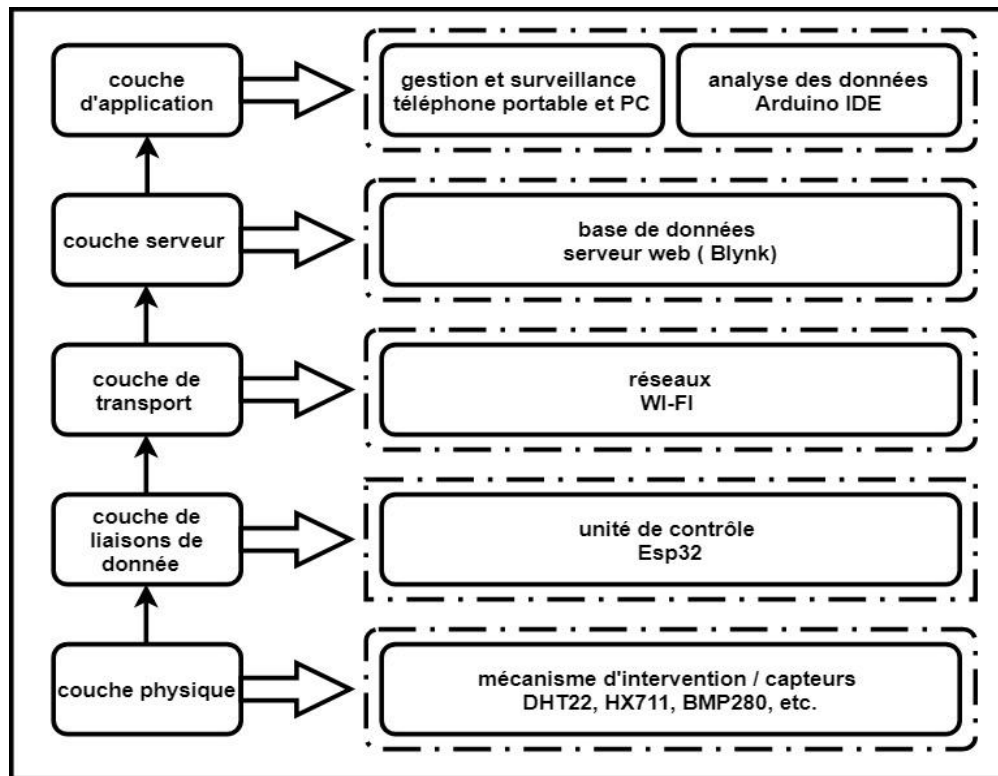 couche
d'application
gestion et surveillance
téléphone portable et PC
analyse des données
Arduino IDE
couche serveur
base de données
serveur web ( Blynk)
couche de
transport
réseaux
WI-FI
couche de
liaisons de
donnée
unité de contrôle
Esp32
couche physique
mécanisme d'intervention / capteurs
DHT22, HX711, BMP280, etc.